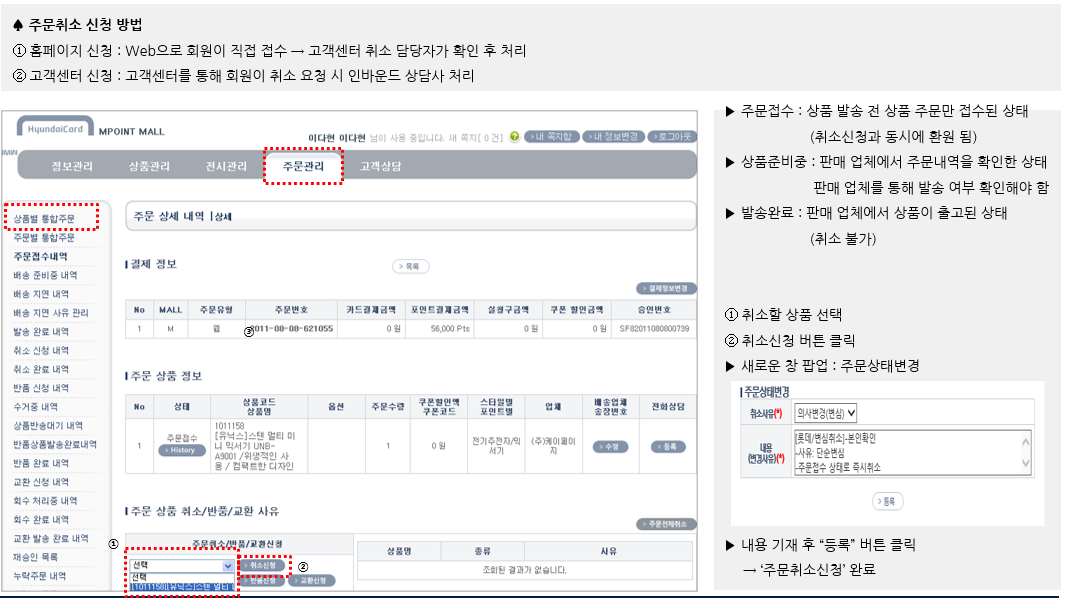 ♠ 주문취소 신청 방법
① 홈페이지 신청 : Web으로 회원이 직접 접수 → 고객센터 취소 담당자가 확인 후 처리
② 고객센터 신청 : 고객센터를 통해 회원이 취소 요청 시 인바운드 상담사 처리
HyundaiCard MPOINT MALL
이다현 이다현 님이 사용 중입니다. 새 쪽지[ 0 건] ? > 내 쪽지함 > 내 정보변경 > 로그아웃
정보관리 상품관리 전시관리 주문관리 고객상담
상품별 통합주문
주문별 통합주문
주문접수내역
배송 준비중 내역
배송 지연 내역
배송 지연 사유 관리
발송 완료 내역
취소 신청 내역
취소 완료 내역
반품 신청 내역
수거중 내역
상품반송대기 내역
반품상품발송완료내역
반품 완료 내역
교환 신청 내역
회수 처리중 내역
회수 완료 내역
교환 발송 완료 내역
재승인 목록
누락주문 내역
주문 상세 내역 |상세
결제 정보
> 목록
> 결제정보변경
No MALL 주문유형 주문번호 카드결제금액 포인트결제금액 실청구금액 쿠폰 할인금액 승인번호
1 M 웹 2011-08-08-621055 0 원 56,000 Pts 0 원 0 원 SF82011080800739
③
주문 상품 정보
No 상태 상품코드 상품명 옵션 주문수량 쿠폰할인액 쿠폰코드 스타일별 포인트별 업체 배송업체 송장번호 전화상담
1 주문접수 > History
1011158
[유닉스]스텐 멀티 미
니 믹서기 UNB-
A9001 /위생적인 사
용 / 컴팩트한 디자인
1 0 원 전기주전자/믹서기 (주)케이페이지 > 수정 > 등록
주문 상품 취소/반품/교환 사유
> 주문전체취소
①
주문취소/반품/교환신청
선택 > 취소신청 ②
선택 > 반품신청 > 교환신청
[1011158][유닉스]스텐 멀티
상품명 종류 사유
조회된 결과가 없습니다.
▶ 주문접수 : 상품 발송 전 상품 주문만 접수된 상태
(취소신청과 동시에 환원 됨)
▶ 상품준비중 : 판매 업체에서 주문내역을 확인한 상태
판매 업체를 통해 발송 여부 확인해야 함
▶ 발송완료 : 판매 업체에서 상품이 출고된 상태
(취소 불가)
① 취소할 상품 선택
② 취소신청 버튼 클릭
▶ 새로운 창 팝업 : 주문상태변경
주문상태변경
취소사유(*) 의사변경(변심)
내용
(변경사유)(*)
[롯데/변심취소]-본인확인
-사유: 단순변심
-주문접수 상태로 즉시취소
> 등록
▶ 내용 기재 후 “등록” 버튼 클릭
→ ‘주문취소신청’ 완료